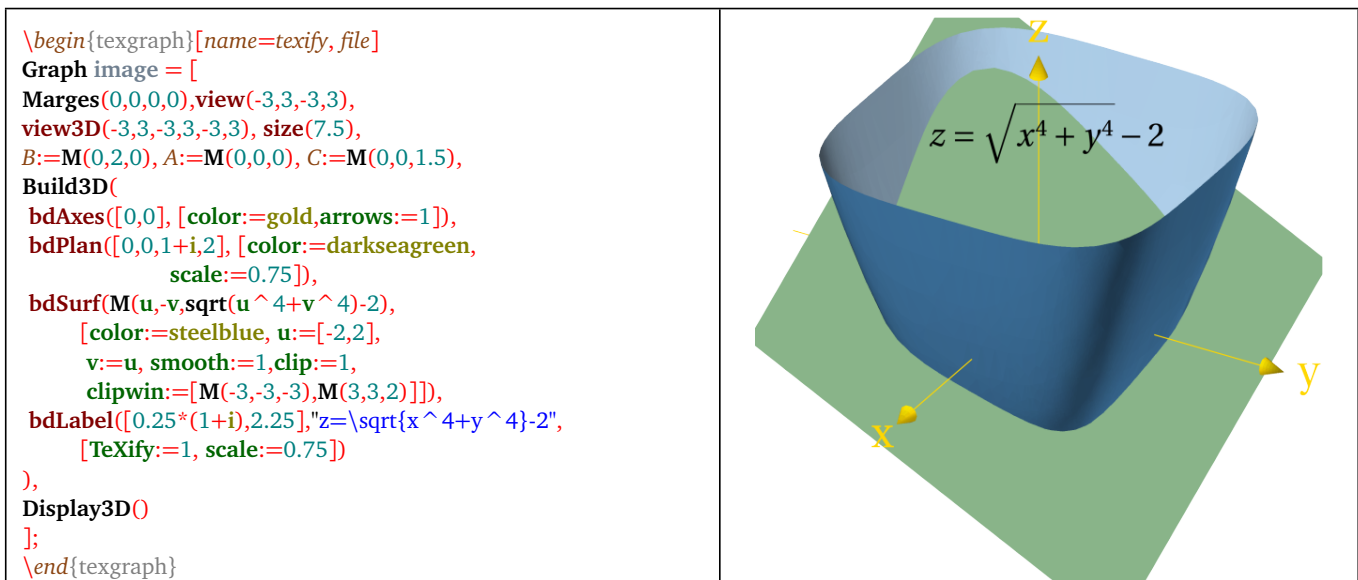 \begin{texgraph}[name=texify, file]
Graph image = [
Marges(0,0,0,0),view(-3,3,-3,3),
view3D(-3,3,-3,3,-3,3), size(7.5),
B:=M(0,2,0), A:=M(0,0,0), C:=M(0,0,1.5),
Build3D(
bdAxes([0,0], [color:=gold,arrows:=1]),
bdPlan([0,0,1+i,2], [color:=darkseagreen,
scale:=0.75]),
bdSurf(M(u,-v,sqrt(u^4+v^4)-2),
[color:=steelblue, u:=[-2,2],
v:=u, smooth:=1,clip:=1,
clipwin:=[M(-3,-3,-3),M(3,3,2)]]),
bdLabel([0.25*(1+i),2.25],"z=\sqrt{x^4+y^4}-2",
[TeXify:=1, scale:=0.75])
),
Display3D()
];
\end{texgraph}
z
z = √x⁴ + y⁴ − 2
y
x